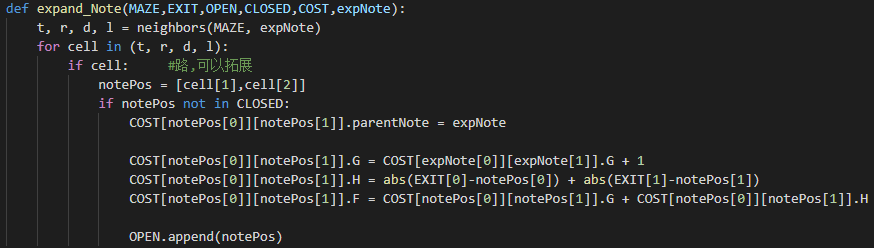 def expand_Note(MAZE,EXIT,OPEN,CLOSED,COST,expNote):
    t, r, d, l = neighbors(MAZE, expNote)
    for cell in (t, r, d, l):
        if cell:     #路,可以拓展
            notePos = [cell[1],cell[2]]
            if notePos not in CLOSED:
                COST[notePos[0]][notePos[1]].parentNote = expNote
                COST[notePos[0]][notePos[1]].G = COST[expNote[0]][expNote[1]].G + 1
                COST[notePos[0]][notePos[1]].H = abs(EXIT[0]-notePos[0]) + abs(EXIT[1]-notePos[1])
                COST[notePos[0]][notePos[1]].F = COST[notePos[0]][notePos[1]].G + COST[notePos[0]][notePos[1]].H
                OPEN.append(notePos)